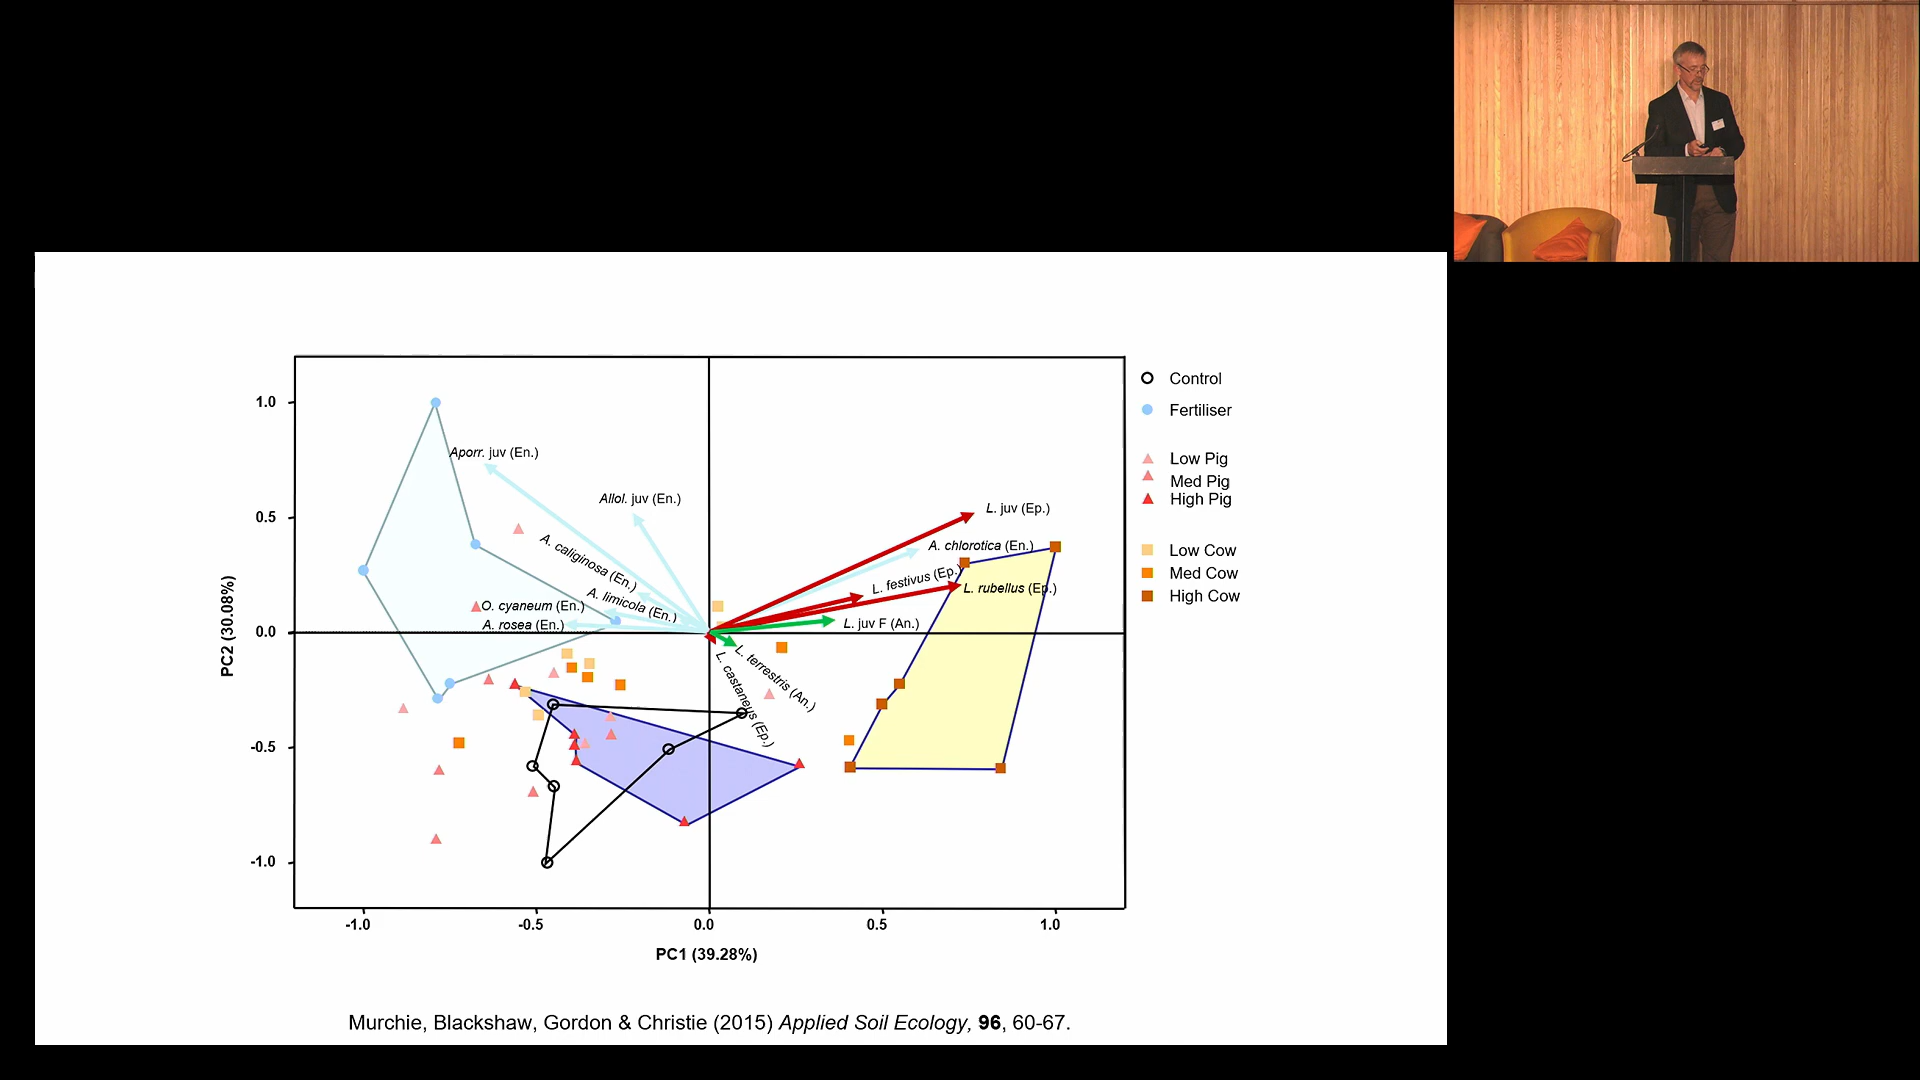 1.0
0.5
0.0
-0.5
-1.0
PC2 (30.08%)
Aporr. juv (En.)
Allol. juv (En.)
A. caliginosa (En.)
A. limicola (En.)
O. cyaneum (En.)
A. rosea (En.)
L. juv (Ep.)
A. chlorotica (En.)
L. festivus (Ep.)
L. rubellus (Ep.)
L. juv F (An.)
L. terrestris (An.)
L. castaneus (Ep.)
-1.0
-0.5
0.0
0.5
1.0
PC1 (39.28%)
Control
Fertiliser
Low Pig
Med Pig
High Pig
Low Cow
Med Cow
High Cow
Murchie, Blackshaw, Gordon & Christie (2015) Applied Soil Ecology, 96, 60-67.